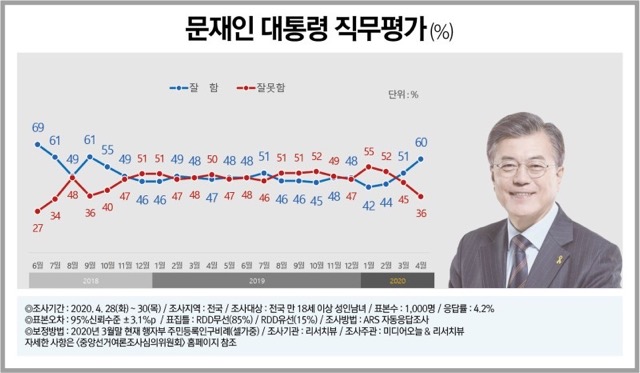 문재인 대통령 직무평가(%)
잘 함 잘못함
단위 : %
69 61 49 61 55 49 46 46 49 48 47 48 48 51 48 46 45 48 48 42 44 51 60
27 34 48 36 40 47 51 51 47 48 50 47 48 46 51 51 52 49 47 55 52 45 36
6월 7월 8월 9월 10월 11월 12월 1월 2월 3월 4월 5월 6월 7월 8월 9월 10월 11월 12월 1월 2월 3월 4월
2018 2019 2020
◎조사기간 : 2020. 4. 28(화) ~ 30(목) / 조사지역 : 전국 / 조사대상 : 전국 만 18세 이상 성인남녀 / 표본수 : 1,000명 / 응답률 : 4.2%
◎표본오차 : 95%신뢰수준 ±3.1%p / 표집틀 : RDD무선(85%) / RDD유선(15%) / 조사방법 : ARS 자동응답조사
◎보정방법 : 2020년 3월말 현재 행자부 주민등록인구비례(셀가중) / 조사기관 : 리서치뷰 / 조사주관 : 미디어오늘 & 리서치뷰
자세한 사항은 <중앙선거여론조사심의위원회> 홈페이지 참조